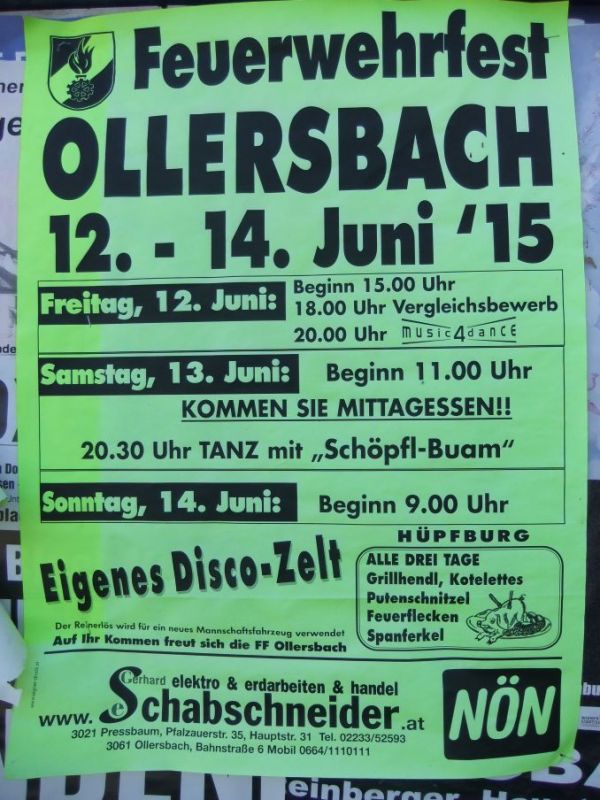 Feuerwehrfest
OLLERSBACH
12. - 14. Juni '15
Freitag, 12. Juni: Beginn 15.00 Uhr
18.00 Uhr Vergleichsbewerb
20.00 Uhr music4dance
Samstag, 13. Juni: Beginn 11.00 Uhr
KOMMEN SIE MITTAGESSEN!!
20.30 Uhr TANZ mit „Schöpfl-Buam"
Sonntag, 14. Juni: Beginn 9.00 Uhr
Eigenes Disco-Zelt
HÜPFBURG
ALLE DREI TAGE
Grillhendl, Kotelettes
Putenschnitzel
Feuerflecken
Spanferkel
Der Reinerlös wird für ein neues Mannschaftsfahrzeug verwendet
Auf Ihr Kommen freut sich die FF Ollersbach
Gerhard elektro & erdarbeiten & handel
www.eSchabschneider.at
3021 Pressbaum, Pfalzauerstr. 35, Hauptstr. 31 Tel. 02233/52593
3061 Ollersbach, Bahnstraße 6 Mobil 0664/1110111
NÖN
einberger